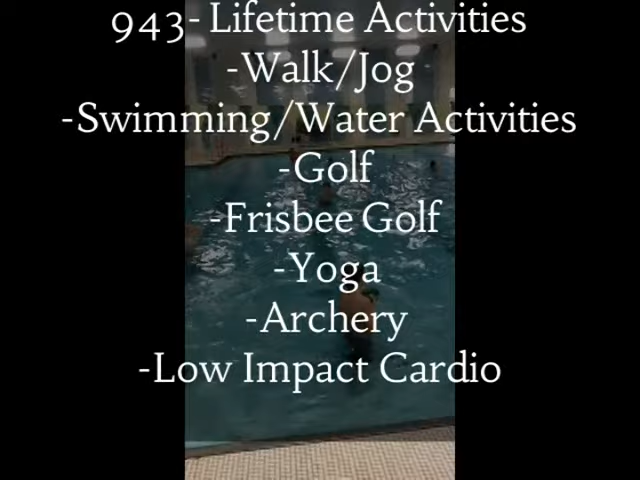 943- Lifetime Activities
-Walk/Jog
-Swimming/Water Activities
-Golf
-Frisbee Golf
-Yoga
-Archery
-Low Impact Cardio